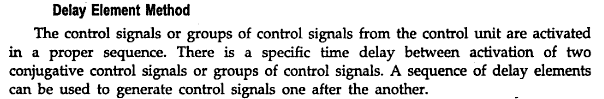 Delay Element Method
The control signals or groups of control signals from the control unit are activated
in a proper sequence. There is a specific time delay between activation of two
conjugative control signals or groups of control signals. A sequence of delay elements
can be used to generate control signals one after the another.